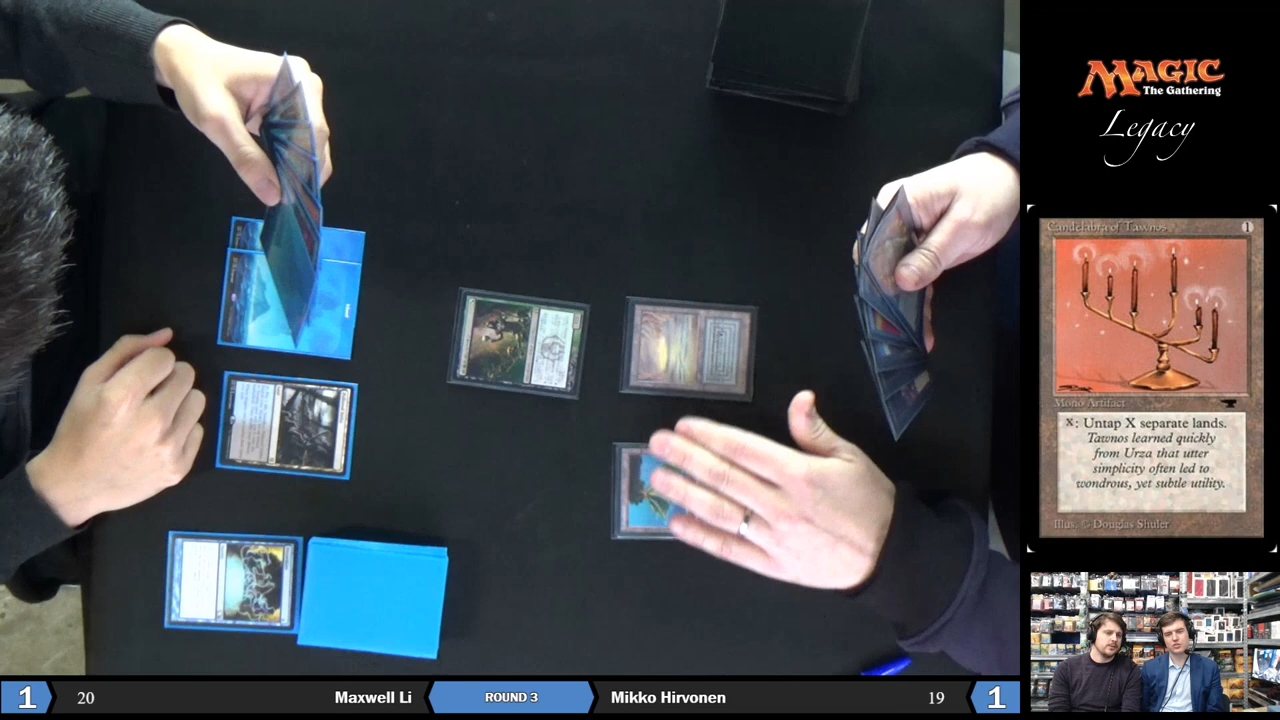 MAGIC
The Gathering
Legacy
Candelabra of Tawnos 1
Mono Artifact
X: Untap X separate lands.
Tawnos learned quickly
from Urza that utter
simplicity often led to
wondrous, yet subtle utility.
Illus. © Douglas Shuler
1 20 Maxwell Li ROUND 3 Mikko Hirvonen 19 1